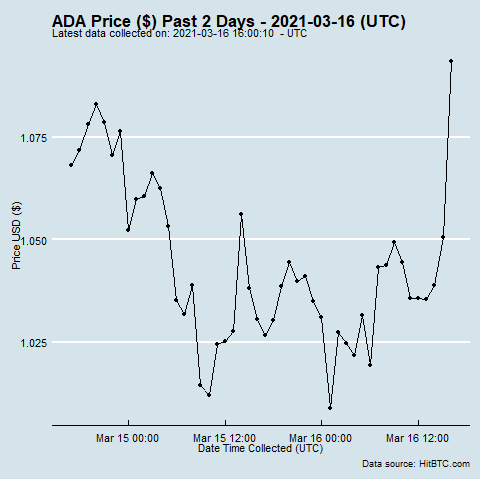 ADA Price ($) Past 2 Days - 2021-03-16 (UTC)
Latest data collected on: 2021-03-16 16:00:10 - UTC
1.075
1.050
1.025
Price USD ($)
Mar 15 00:00
Mar 15 12:00
Mar 16 00:00
Mar 16 12:00
Date Time Collected (UTC)
Data source: HitBTC.com